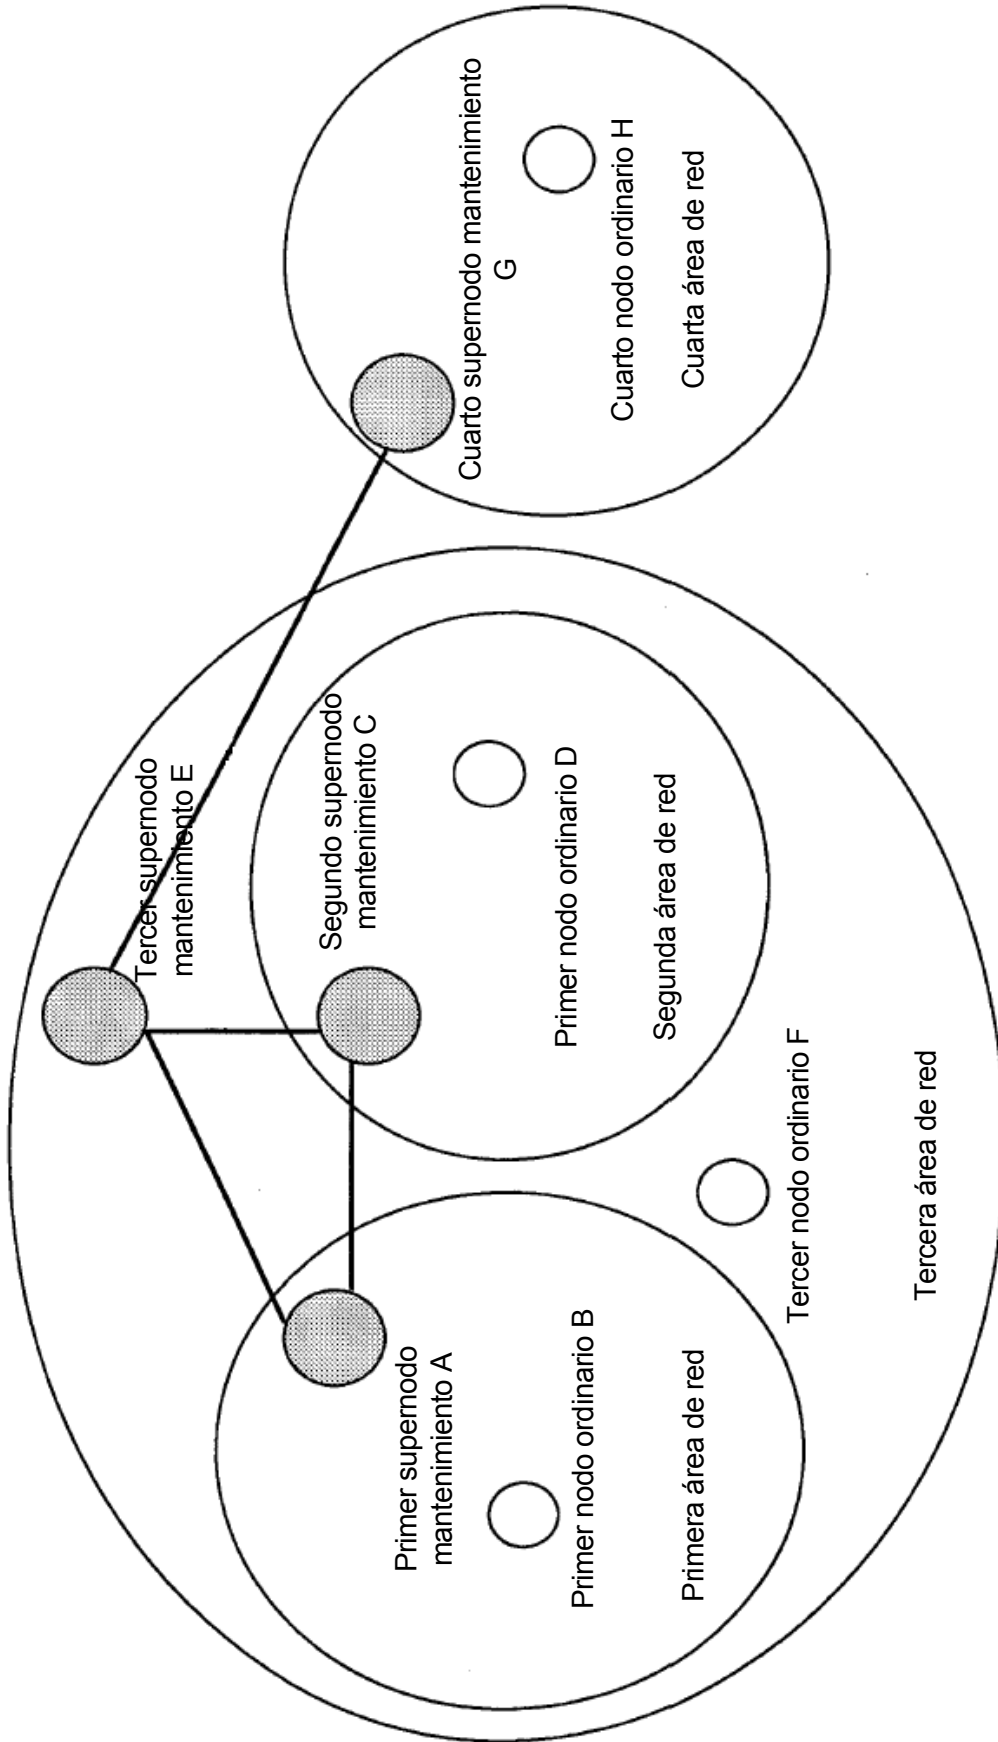 Tercer supernodo
mantenimiento E
Segundo supernodo
mantenimiento C
Cuarto supernodo mantenimiento
G
Primer supernodo
mantenimiento A
Primer nodo ordinario B
Primera área de red
Primer nodo ordinario D
Segunda área de red
Cuarto nodo ordinario H
Cuarta área de red
Tercer nodo ordinario F
Tercera área de red